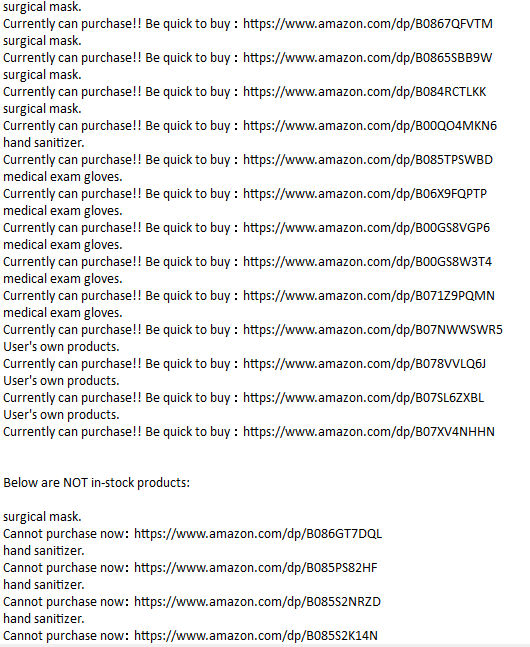 surgical mask.
Currently can purchase!! Be quick to buy：https://www.amazon.com/dp/B0867QFVTM
surgical mask.
Currently can purchase!! Be quick to buy：https://www.amazon.com/dp/B0865SBB9W
surgical mask.
Currently can purchase!! Be quick to buy：https://www.amazon.com/dp/B084RCTLKK
surgical mask.
Currently can purchase!! Be quick to buy：https://www.amazon.com/dp/B00QO4MKN6
hand sanitizer.
Currently can purchase!! Be quick to buy：https://www.amazon.com/dp/B085TPSWBD
medical exam gloves.
Currently can purchase!! Be quick to buy：https://www.amazon.com/dp/B06X9FQPTP
medical exam gloves.
Currently can purchase!! Be quick to buy：https://www.amazon.com/dp/B00GS8VGP6
medical exam gloves.
Currently can purchase!! Be quick to buy：https://www.amazon.com/dp/B00GS8W3T4
medical exam gloves.
Currently can purchase!! Be quick to buy：https://www.amazon.com/dp/B071Z9PQMN
medical exam gloves.
Currently can purchase!! Be quick to buy：https://www.amazon.com/dp/B07NWWSWR5
User's own products.
Currently can purchase!! Be quick to buy：https://www.amazon.com/dp/B078VVLQ6J
User's own products.
Currently can purchase!! Be quick to buy：https://www.amazon.com/dp/B07SL6ZXBL
User's own products.
Currently can purchase!! Be quick to buy：https://www.amazon.com/dp/B07XV4NHHN
Below are NOT in-stock products:
surgical mask.
Cannot purchase now：https://www.amazon.com/dp/B086GT7DQL
hand sanitizer.
Cannot purchase now：https://www.amazon.com/dp/B085PS82HF
hand sanitizer.
Cannot purchase now：https://www.amazon.com/dp/B085S2NRZD
hand sanitizer.
Cannot purchase now：https://www.amazon.com/dp/B085S2K14N